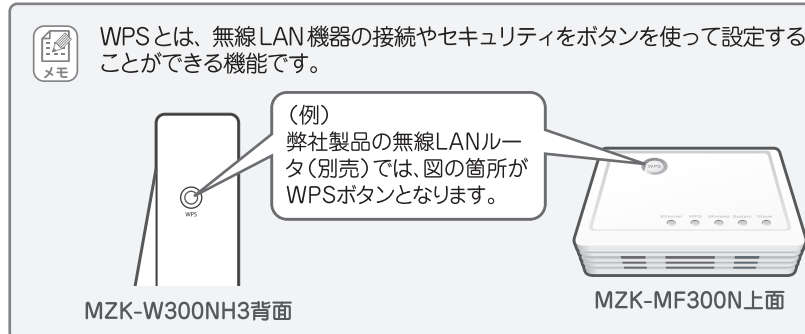 WPSとは、無線LAN機器の接続やセキュリティをボタンを使って設定する
ことができる機能です。
メモ
(例)
弊社製品の無線LANルー
タ(別売)では、図の箇所が
WPSボタンとなります。
WPS
WPS
Ethernet WPS Wireless System Power
MZK-W300NH3背面
MZK-MF300N上面